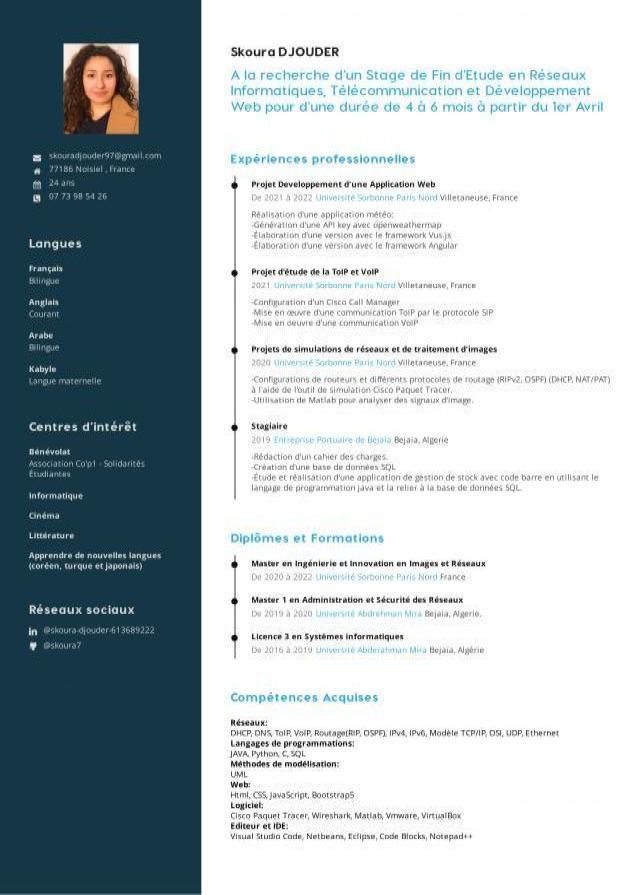 skouradjouder97@gmail.com
77186 Noisiel , France
24 ans
07 73 98 54 26
Langues
Français
Bilingue
Anglais
Courant
Arabe
Bilingue
Kabyle
Langue maternelle
Centres d'intérêt
Bénévolat
Association Co'p1 - Solidarités
Étudiantes
Informatique
Cinéma
Littérature
Apprendre de nouvelles langues
(coréen, turque et japonais)
Réseaux sociaux
in @skoura-djouder-613689222
@skoura7
Skoura DJOUDER
A la recherche d'un Stage de Fin d'Etude en Réseaux
Informatiques, Télécommunication et Développement
Web pour d'une durée de 4 à 6 mois à partir du 1er Avril
Expériences professionnelles
Projet Developpement d'une Application Web
De 2021 à 2022 Université Sorbonne Paris Nord Villetaneuse, France
Réalisation d'une application météo:
-Génération d'une API key avec openweathermap
-Élaboration d'une version avec le framework Vus.js
-Élaboration d'une version avec le framework Angular
Projet d'étude de la ToIP et VoIP
2021 Université Sorbonne Paris Nord Villetaneuse, France
-Configuration d'un Cisco Call Manager
-Mise en œuvre d'une communication ToIP par le protocole SIP
-Mise en oeuvre d'une communication VoIP
Projets de simulations de réseaux et de traitement d'images
2020 Université Sorbonne Paris Nord Villetaneuse, France
-Configurations de routeurs et différents protocoles de routage (RIPv2, OSPF) (DHCP, NAT/PAT)
à l'aide de l'outil de simulation Cisco Paquet Tracer.
-Utilisation de Matlab pour analyser des signaux d'image.
Stagiaire
2019 Entreprise Portuaire de Bejaia Bejaia, Algerie
-Rédaction d'un cahier des charges.
-Création d'une base de données SQL
-Étude et réalisation d'une application de gestion de stock avec code barre en utilisant le
langage de programmation java et la relier à la base de données SQL.
Diplômes et Formations
Master en Ingénierie et Innovation en Images et Réseaux
De 2020 à 2022 Université Sorbonne Paris Nord France
Master 1 en Administration et Sécurité des Réseaux
De 2019 à 2020 Université Abdrehman Mira Bejaia, Algerie.
Licence 3 en Systèmes informatiques
De 2016 à 2019 Université Abderahman Mira Bejaia, Algérie
Compétences Acquises
Réseaux:
DHCP, DNS, ToIP, VoIP, Routage(RIP, OSPF), IPv4, IPv6, Modèle TCP/IP, OSI, UDP, Ethernet
Langages de programmations:
JAVA, Python, C, SQL
Méthodes de modélisation:
UML
Web:
Html, CSS, JavaScript, Bootstrap5
Logiciel:
Cisco Paquet Tracer, Wireshark, Matlab, Vmware, VirtualBox
Editeur et IDE:
Visual Studio Code, Netbeans, Eclipse, Code Blocks, Notepad++